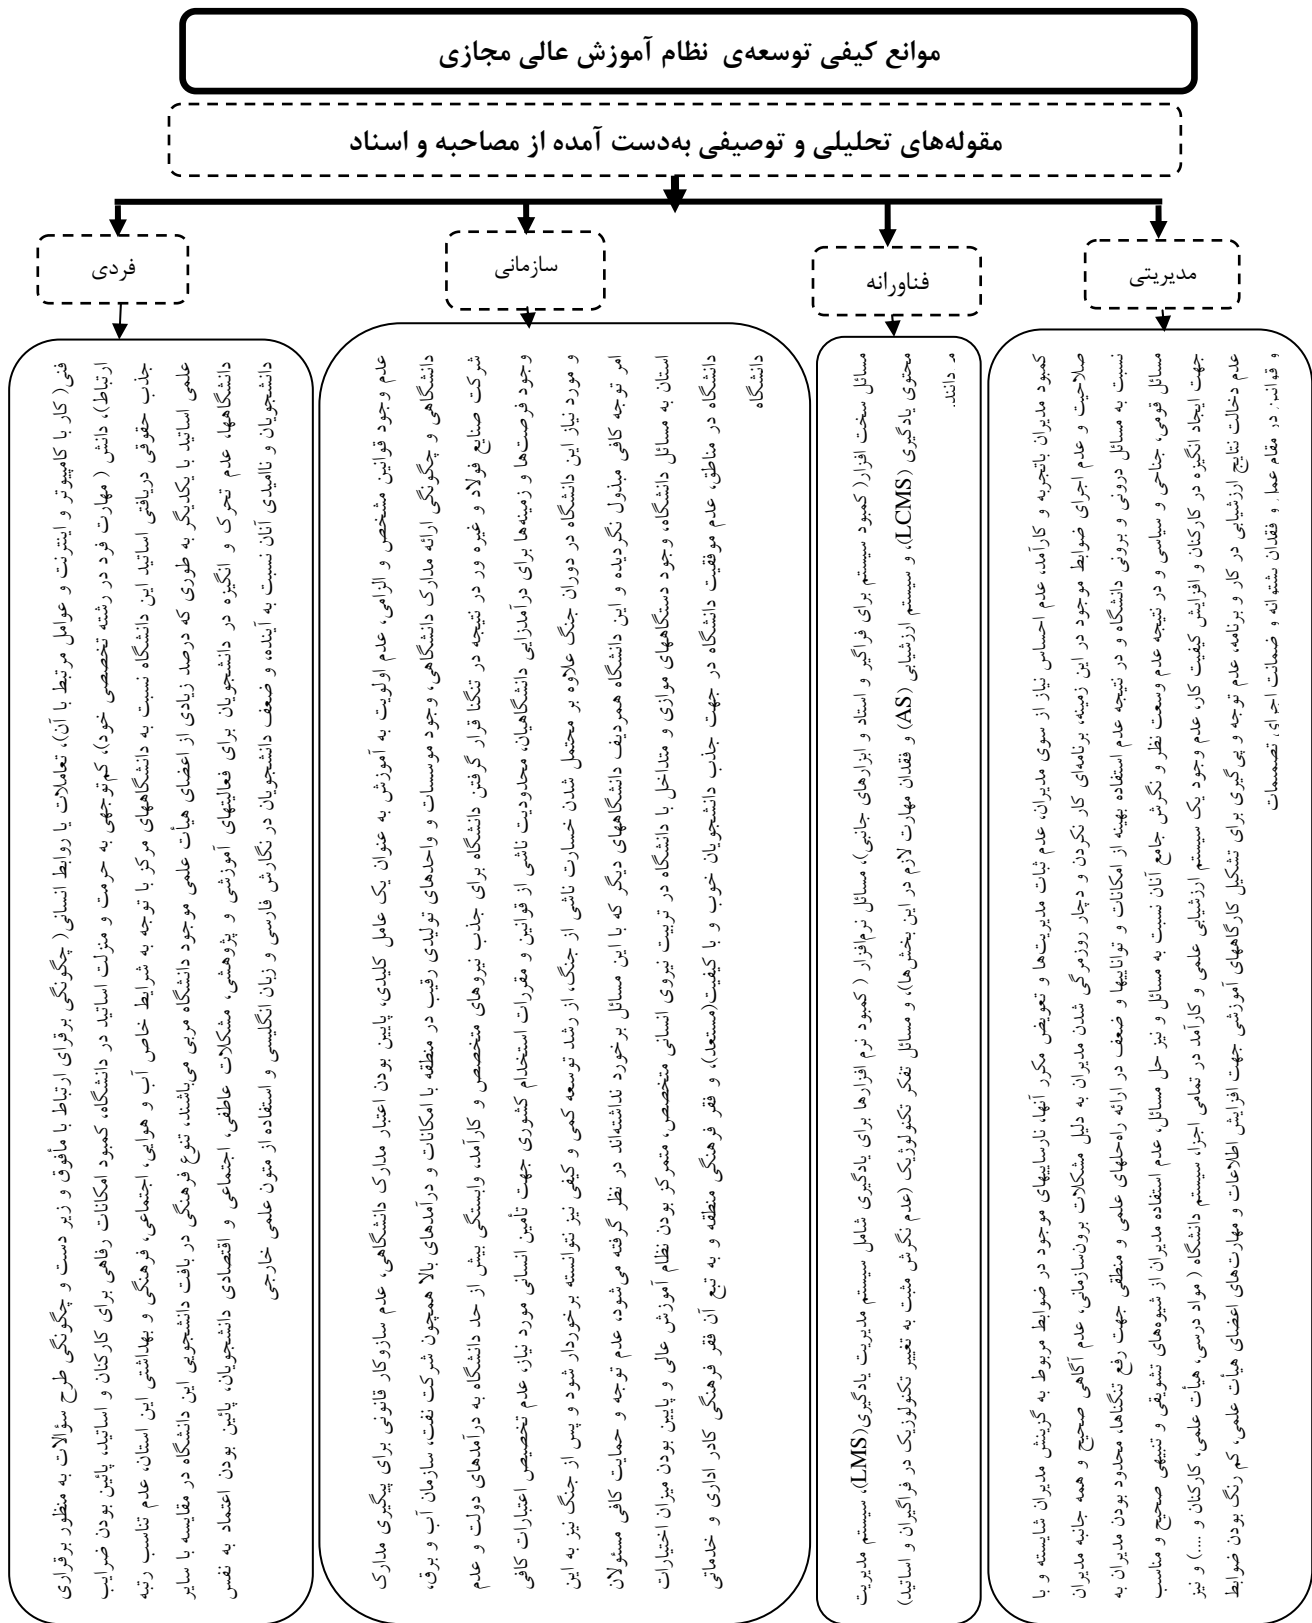 موانع کیفی توسعه‌ی نظام آموزش عالی مجازی
مقوله‌های تحلیلی و توصیفی به‌دست آمده از مصاحبه و اسناد
مدیریتی
فناورانه
سازمانی
فردی
کمبود مدیران باتجربه و کارآمد، عدم احساس نیاز از سوی مدیران، عدم ثبات مدیریت‌ها و تعویض مکرر آنها، نارساییهای موجود در ضوابط مربوط به گزینش مدیران شایسته و با
صلاحیت و عدم اجرای ضوابط موجود در این زمینه، برنامه‌ای کار نکردن و دچار روزمرگی شدن مدیران به دلیل مشکلات برون‌سازمانی، عدم آگاهی صحیح و همه جانبه مدیران
نسبت به مسائل درونی و برونی دانشگاه و در نتیجه عدم استفاده بهینه از امکانات و تواناییها و ضعف در ارائه راه‌حلهای علمی و منطقی جهت رفع تنگناها، محدود بودن مدیران به
مسائل قومی، جناحی و سیاسی و در نتیجه عدم وسعت نظر و نگرش جامع آنان نسبت به مسائل و نیز حل مسائل، عدم استفاده مدیران از شیوه‌های تشویقی و تنبیهی صحیح و مناسب
جهت ایجاد انگیزه در کارکنان و افزایش کیفیت کار، عدم وجود یک سیستم ارزشیابی علمی و کارآمد در تمامی اجزاء سیستم دانشگاه ( مواد درسی، هیأت علمی، کارکنان و ....) و نیز
عدم دخالت نتایج ارزشیابی در کار و برنامه، عدم توجه و پی‌گیری برای تشکیل کارگاههای آموزشی جهت افزایش اطلاعات و مهارت‌های اعضای هیأت علمی، کم رنگ بودن ضوابط
و قوانین در مقام عمل و فقدان پشتوانه و ضمانت اجرای تصمیمات
مسائل سخت افزار( کمبود سیستم برای فراگیر و استاد و ابزارهای جانبی)، مسائل نرم‌افزار ( کمبود نرم افزارها برای یادگیری شامل سیستم مدیریت یادگیری(LMS)، سیستم مدیریت
محتوی یادگیری (LCMS)، و سیستم ارزشیابی (AS) و فقدان مهارت لازم در این بخش‌ها)، و مسائل تفکر تکنولوژیک (عدم نگرش مثبت به تغییر تکنولوژیک در فراگیران و اساتید)
می دانند.
عدم وجود قوانین مشخص و الزامی، عدم اولویت به آموزش به عنوان یک عامل کلیدی، پایین بودن اعتبار مدارک دانشگاهی، عدم سازوکار قانونی برای پیگیری مدارک
دانشگاهی و چگونگی ارائه مدارک دانشگاهی، وجود موسسات و واحدهای تولیدی رقیب در منطقه با امکانات و درآمدهای بالا همچون شرکت نفت، سازمان آب و برق،
شرکت صنایع فولاد و غیره ور در نتیجه در تنگنا قرار گرفتن دانشگاه برای جذب نیروهای متخصص و کارآمد، وابستگی بیش از حد دانشگاه به درآمدهای دولت و عدم
وجود فرصت‌ها و زمینه‌ها برای درآمدزایی دانشگاهیان، محدودیت ناشی از قوانین و مقررات استخدام کشوری جهت تأمین انسانی مورد نیاز، عدم تخصیص اعتبارات کافی
و مورد نیاز این دانشگاه در دوران جنگ علاوه بر محتمل شدن خسارت ناشی از جنگ، از رشد توسعه کمی و کیفی نیز نتوانسته برخوردار شود و پس از جنگ نیز به این
امر توجه کافی مبذول نگردیده و این دانشگاه همردیف دانشگاههای دیگر که با این مسائل برخورد نداشته‌اند در نظر گرفته می‌شود، عدم توجه و حمایت کافی مسئولان
استان به مسائل دانشگاه، وجود دستگاههای موازی و متداخل با دانشگاه در تربیت نیروی انسانی متخصص، متمرکز بودن نظام آموزش عالی و پایین بودن میزان اختیارات
دانشگاه در مناطق، عدم موفقیت دانشگاه در جهت جذب دانشجویان خوب و با کیفیت(مستعد)، و فقر فرهنگی منطقه و به تبع آن فقر فرهنگی کادر اداری و خدماتی
دانشگاه
فنی( کار با کامپیوتر و اینترنت و عوامل مرتبط با آن)، تعاملات یا روابط انسانی( چگونگی برقرای ارتباط با مأفوق و زیر دست و چگونگی طرح سؤالات به منظور برقراری
ارتباط)، دانش ( مهارت فرد در رشته تخصصی خود)، کم‌توجهی به حرمت و منزلت اساتید در دانشگاه، کمبود امکانات رفاهی برای کارکنان و اساتید، پائین بودن ضرایب
جذب حقوقی دریافتی اساتید این دانشگاه نسبت به دانشگاههای مرکز با توجه به شرایط خاص آب و هوایی، اجتماعی، فرهنگی و بهداشتی این استان، عدم تناسب رتبه
علمی اساتید با یکدیگر به طوری که درصد زیادی از اعضای هیأت علمی موجود دانشگاه مربی می‌باشند، تنوع فرهنگی در بافت دانشجویی این دانشگاه در مقایسه با سایر
دانشگاهها، عدم تحرک و انگیزه در دانشجویان برای فعالیتهای آموزشی و پژوهشی، مشکلات عاطفی، اجتماعی و اقتصادی دانشجویان، پائین بودن اعتماد به نفس
دانشجویان و ناامیدی آنان نسبت به آینده، و ضعف دانشجویان در نگارش فارسی و زبان انگلیسی و استفاده از متون علمی خارجی